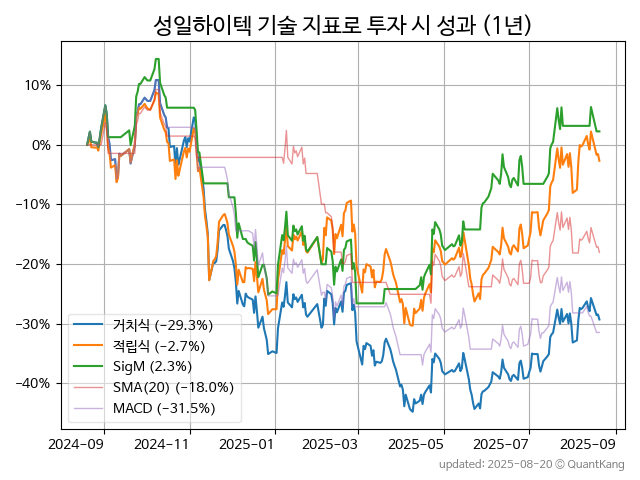 성일하이텍 기술 지표로 투자 시 성과 (1년)
10%
0%
−10%
−20%
−30%
−40%
거치식 (−29.3%)
적립식 (−2.7%)
SigM (2.3%)
SMA(20) (−18.0%)
MACD (−31.5%)
2024-09
2024-11
2025-01
2025-03
2025-05
2025-07
2025-09
updated: 2025-08-20 © QuantKang